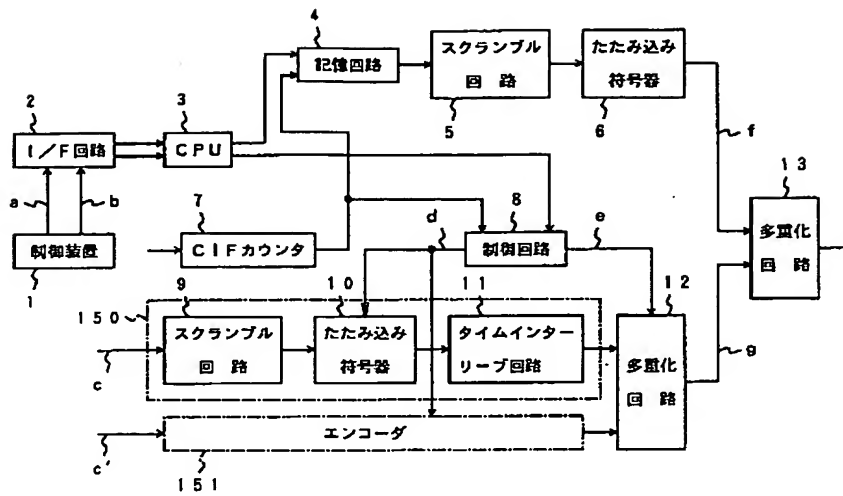 4
記憶回路
スクランブル
回 路
5
たたみ込み
符号器
6
f
2
I/F回路
3
CPU
a
b
制御装置
1
7
CIFカウンタ
8
制御回路
d
e
13
多重化
回路
12
多重化
回路
g
150
9
スクランブル
回 路
10
たたみ込み
符号器
11
タイムインター
リーブ回路
c
エンコーダ
c'
151